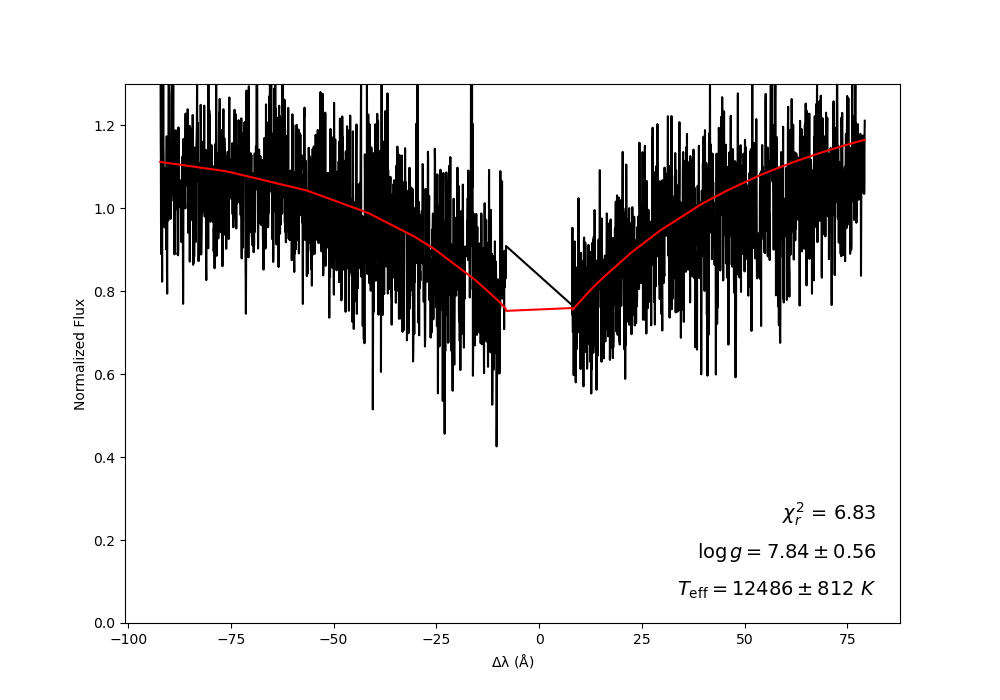 1.2
1.0
0.8
0.6
0.4
0.2
0.0
Normalized Flux
χ²ᵣ = 6.83
log g = 7.84 ± 0.56
T_eff = 12486 ± 812 K
−100 −75 −50 −25 0 25 50 75
Δλ (Å)